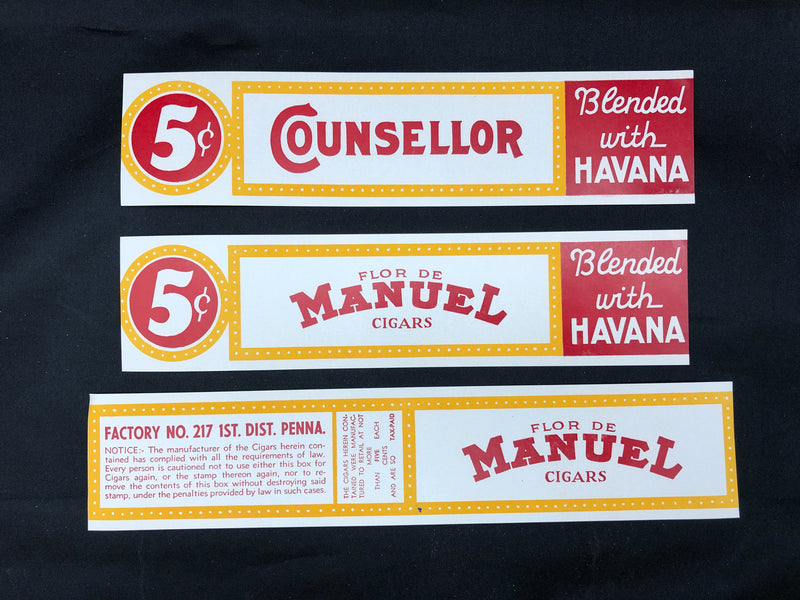 5¢
COUNSELLOR
Blended
with
HAVANA
5¢
FLOR DE
MANUEL
CIGARS
Blended
with
HAVANA
FACTORY NO. 217 1ST. DIST. PENNA.
NOTICE:- The manufacturer of the Cigars herein con-
tained has complied with all the requirements of law.
Every person is cautioned not to use either this box for
Cigars again, or the stamp thereon again, nor to re-
move the contents of this box without destroying said
stamp, under the penalties provided by law in such cases.
THE CIGARS HEREIN CON-
TAINED WERE MANUFAC-
TURED TO RETAIL AT NOT
MORE
THAN FIVE EACH
CENTS
AND ARE SO TAX-PAID
FLOR DE
MANUEL
CIGARS